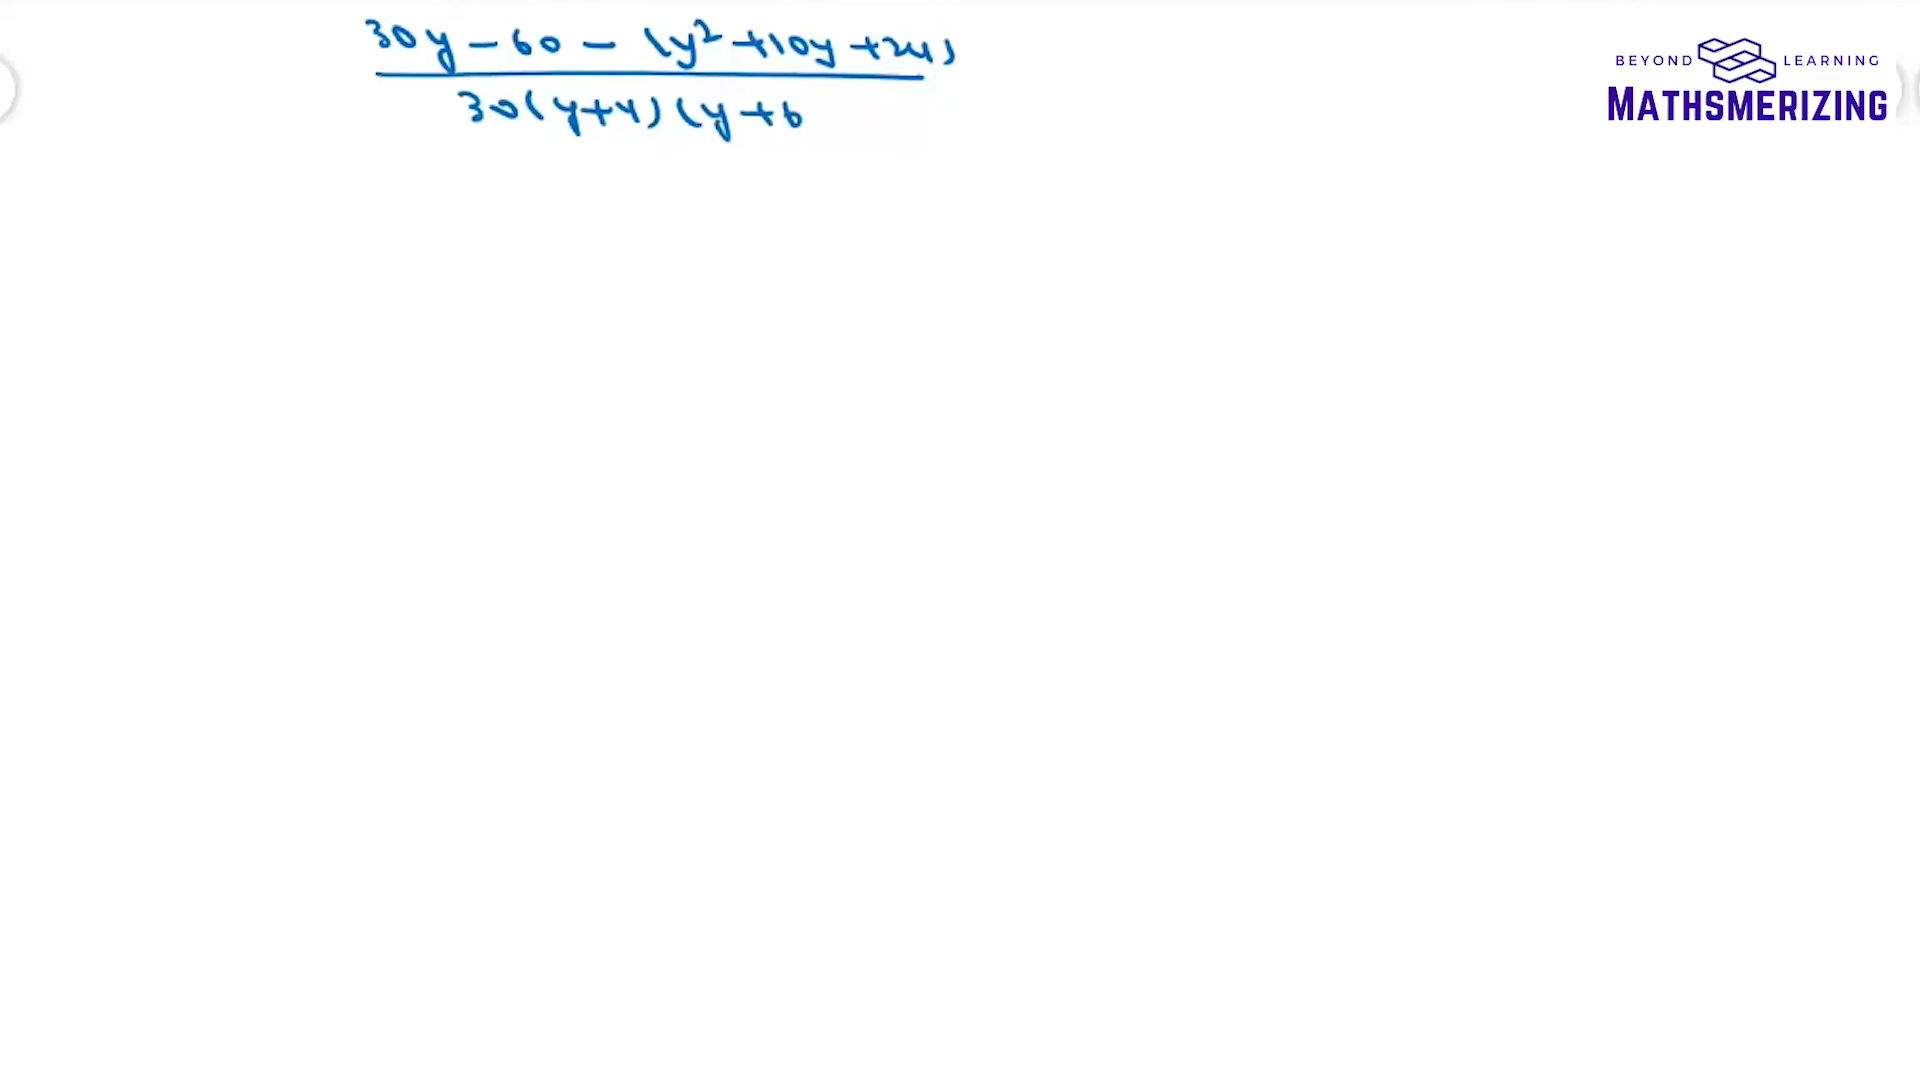 30y - 60 - (y² + 10y + 24)
30(y+4)(y+6
BEYOND LEARNING
MATHSMERIZING